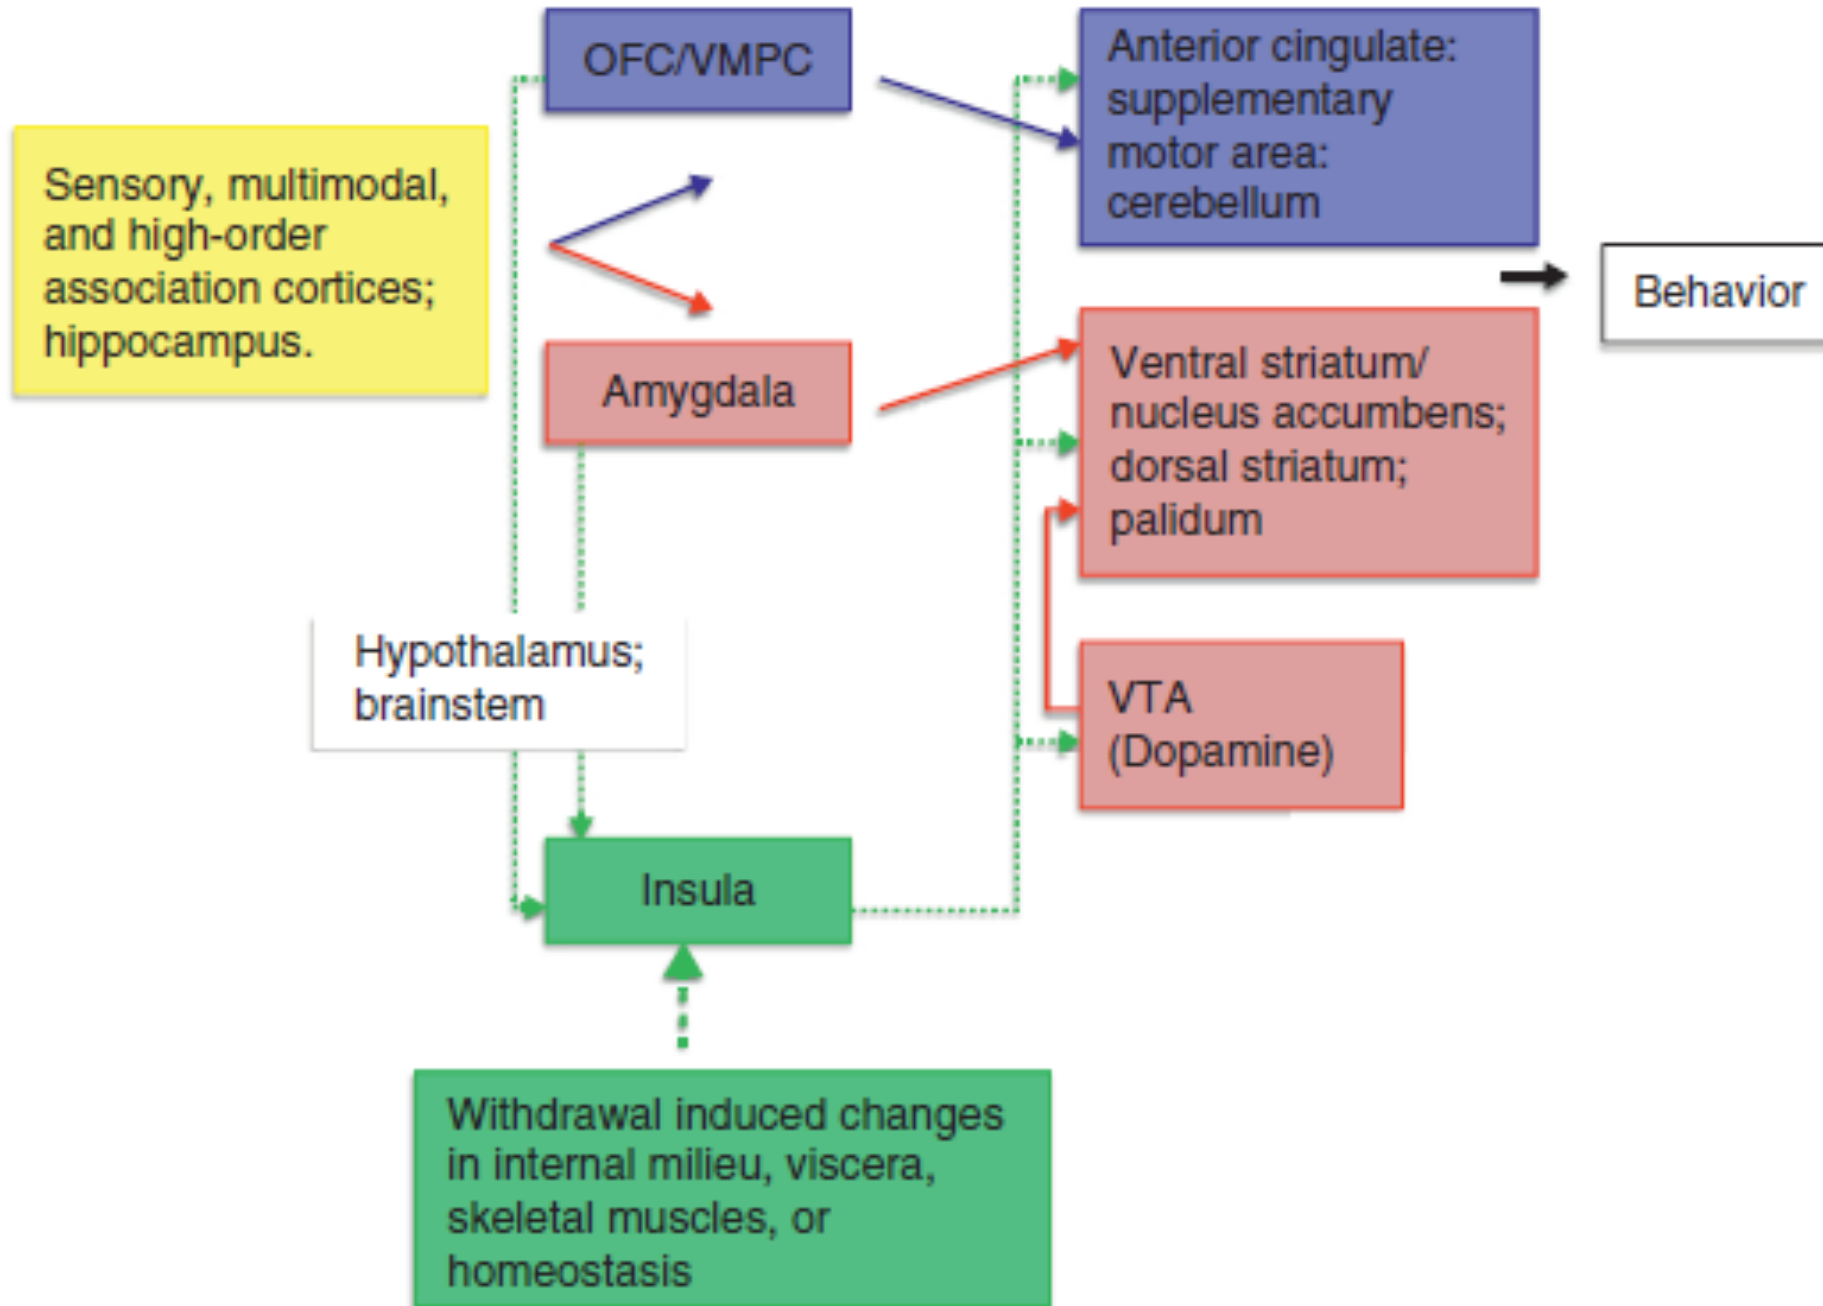 OFC/VMPC
Anterior cingulate:
supplementary
motor area:
cerebellum
Sensory, multimodal,
and high-order
association cortices;
hippocampus.
Behavior
Amygdala
Ventral striatum/
nucleus accumbens;
dorsal striatum;
palidum
Hypothalamus;
brainstem
VTA
(Dopamine)
Insula
Withdrawal induced changes
in internal milieu, viscera,
skeletal muscles, or
homeostasis